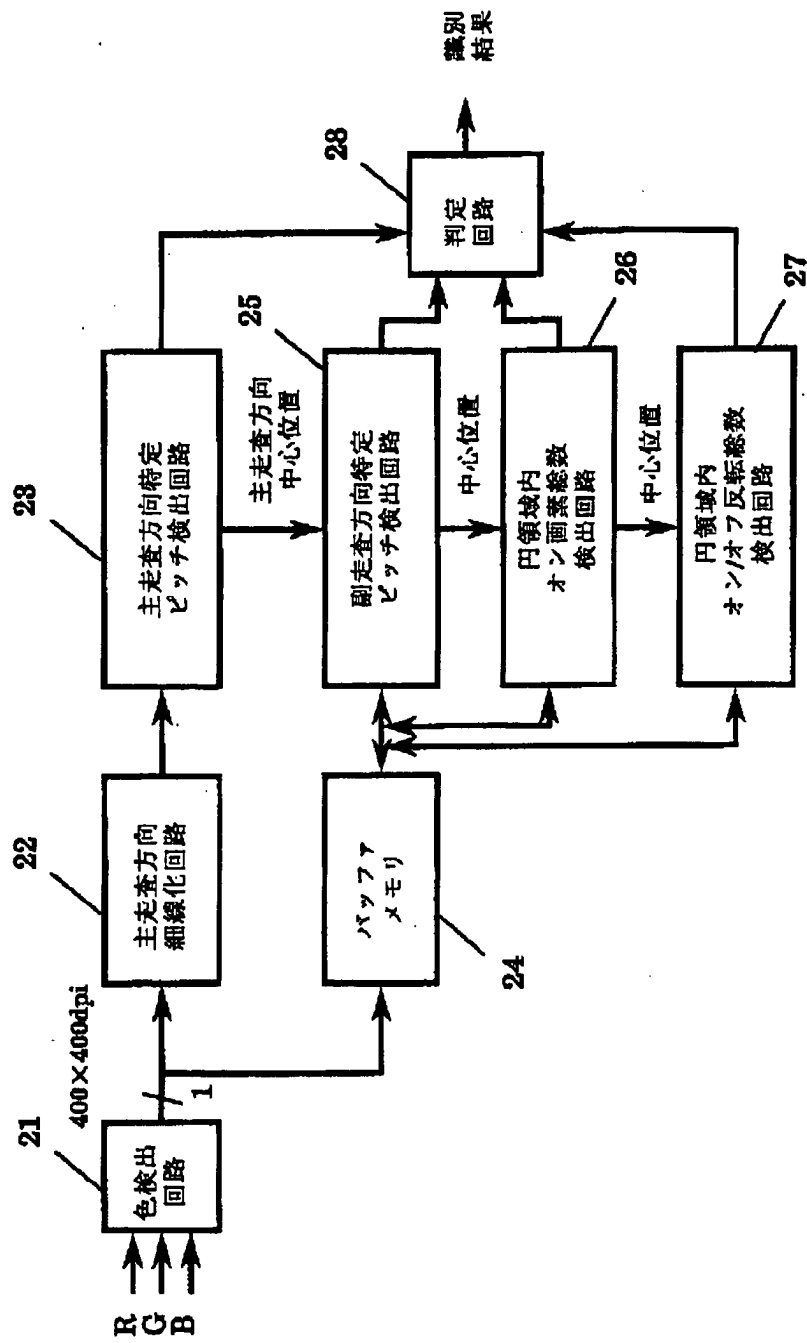 R
G
B
21
色検出
回路
400×400dpi
1
22
主走査方向
細線化回路
23
主走査方向特定
ピッチ検出回路
24
バッファ
メモリ
主走査方向
中心位置
25
副走査方向特定
ピッチ検出回路
中心位置
26
円領域内
オン画素総数
検出回路
中心位置
27
円領域内
オン/オフ反転総数
検出回路
28
判定
回路
識別
結果